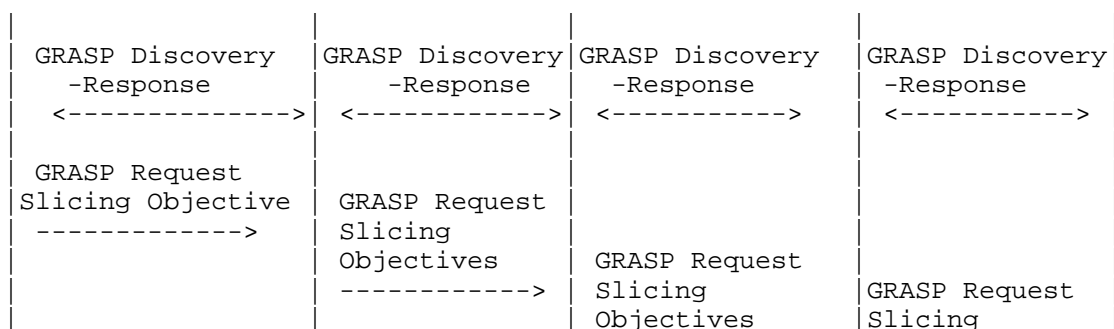 |                  |               |                 |               |
| GRASP Discovery  |GRASP Discovery|GRASP Discovery  |GRASP Discovery|
|   -Response      |    -Response  |  -Response      | -Response     |
|  <-------------->| <------------>| <----------->   | <-----------> |
|                  |               |                 |               |
| GRASP Request    |               |                 |               |
|Slicing Objective | GRASP Request |                 |               |
| ------------->   | Slicing       |                 |               |
|                  | Objectives    | GRASP Request   |               |
|                  | ------------> | Slicing         |GRASP Request  |
|                  |               | Objectives      |Slicing        |